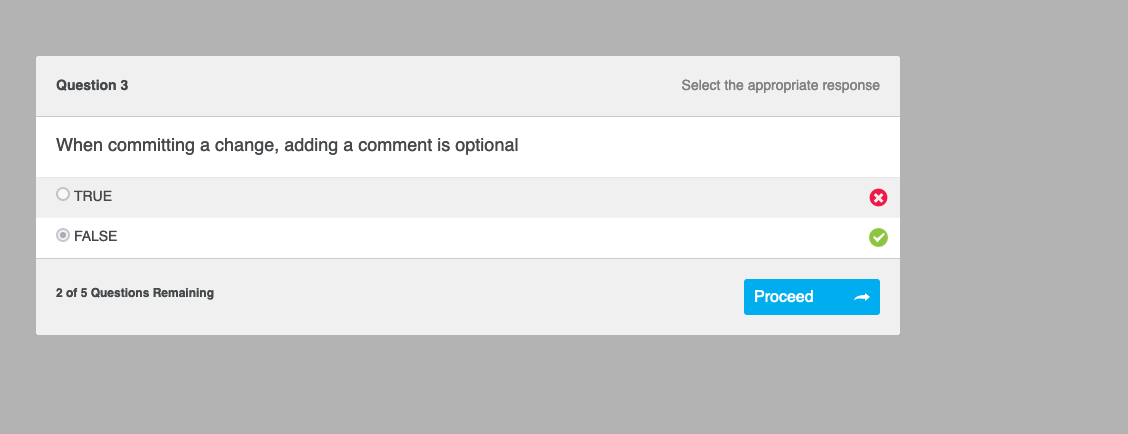 Question 3
Select the appropriate response
When committing a change, adding a comment is optional
TRUE
FALSE
2 of 5 Questions Remaining
Proceed